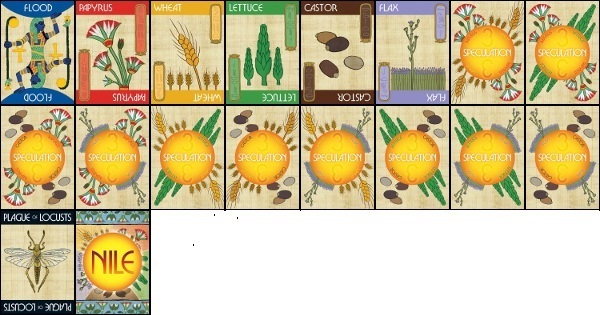 FLOOD
FLOOD
PAPYRUS
PAPYRUS
WHEAT
WHEAT
LETTUCE
LETTUCE
CASTOR
CASTOR
FLAX
FLAX
SPECULATION
SPECULATION
SPECULATION
SPECULATION
SPECULATION
SPECULATION
SPECULATION
SPECULATION
SPECULATION
SPECULATION
PLAGUE OF LOCUSTS
PLAGUE OF LOCUSTS
NILE